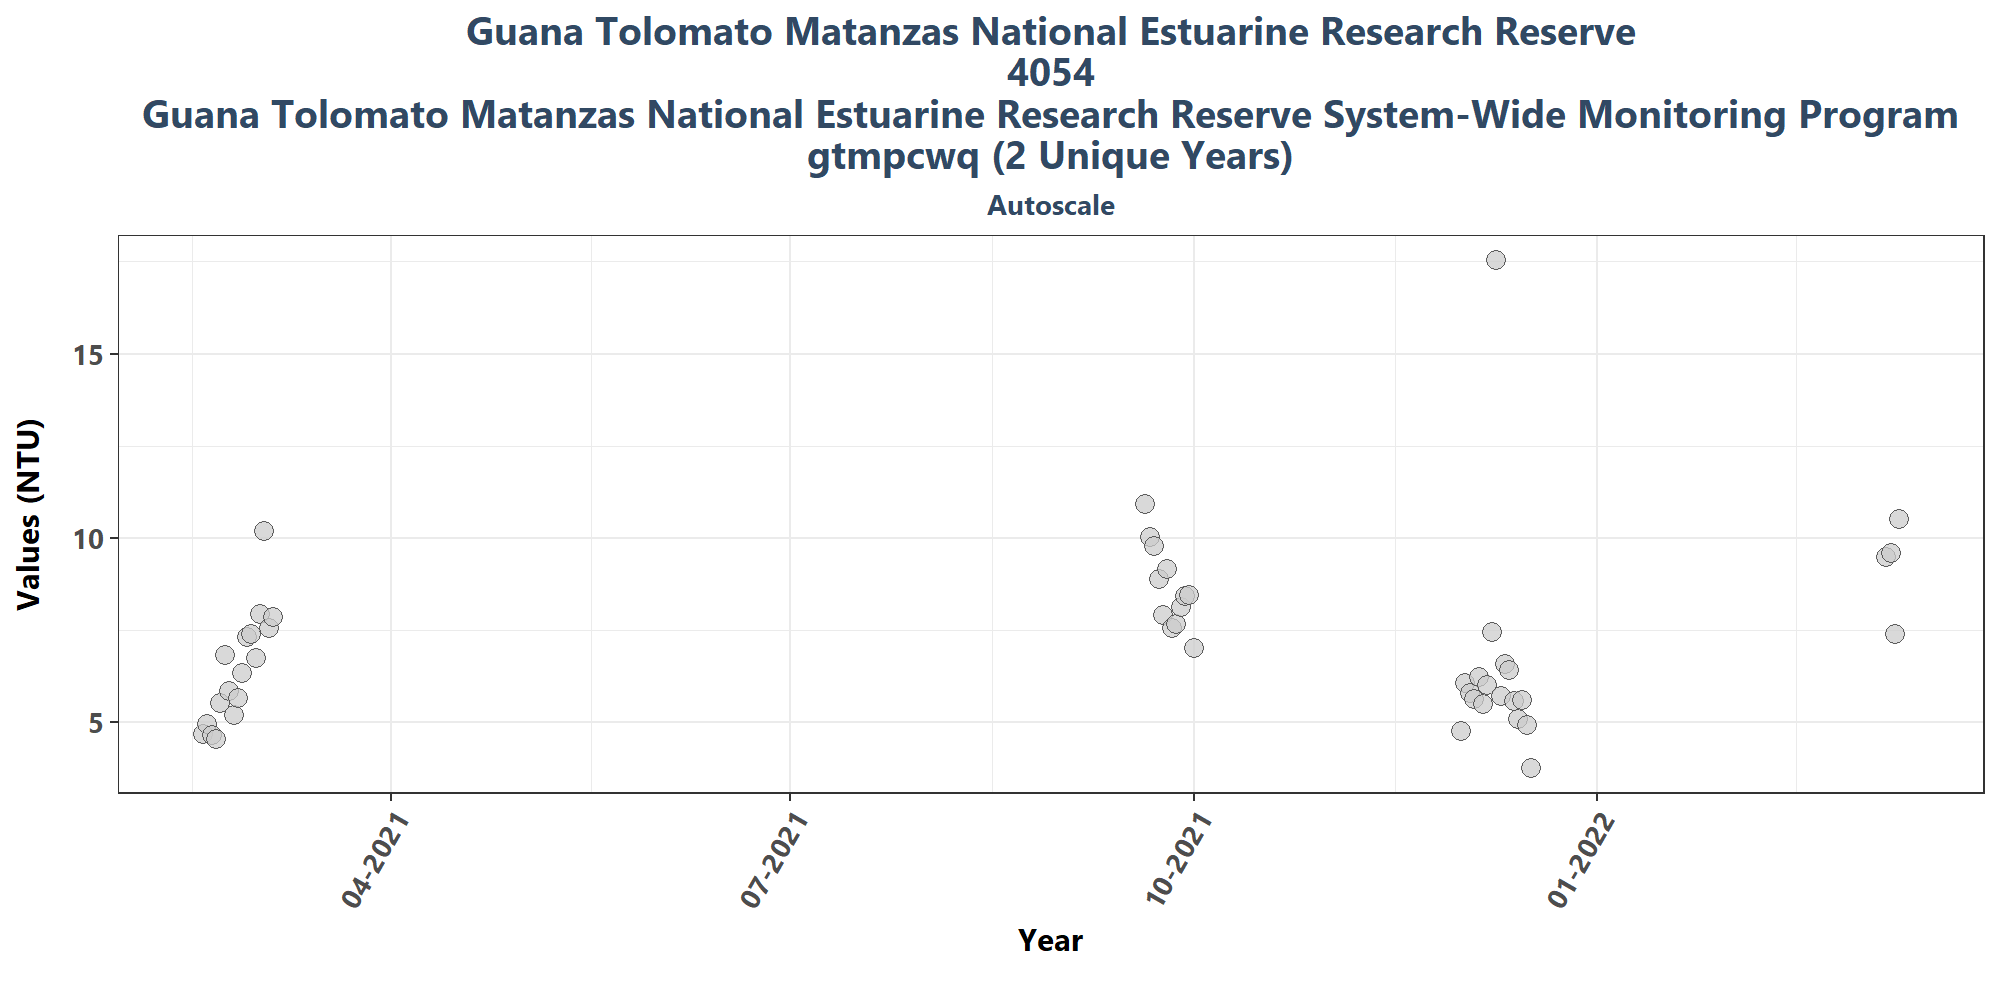 Guana Tolomato Matanzas National Estuarine Research Reserve
4054
Guana Tolomato Matanzas National Estuarine Research Reserve System-Wide Monitoring Program
gtmpcwq (2 Unique Years)
Autoscale
Values (NTU)
15
10
5
04-2021
07-2021
10-2021
01-2022
Year